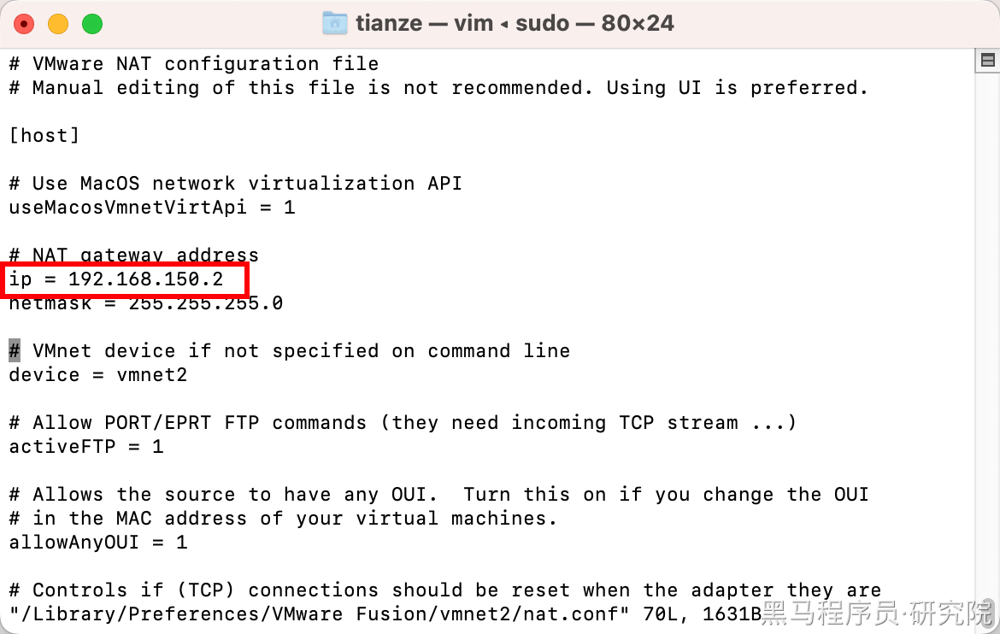 tianze — vim ◂ sudo — 80×24
# VMware NAT configuration file
# Manual editing of this file is not recommended. Using UI is preferred.
[host]
# Use MacOS network virtualization API
useMacosVmnetVirtApi = 1
# NAT gateway address
ip = 192.168.150.2
netmask = 255.255.255.0
# VMnet device if not specified on command line
device = vmnet2
# Allow PORT/EPRT FTP commands (they need incoming TCP stream ...)
activeFTP = 1
# Allows the source to have any OUI.  Turn this on if you change the OUI
# in the MAC address of your virtual machines.
allowAnyOUI = 1
# Controls if (TCP) connections should be reset when the adapter they are
"/Library/Preferences/VMware Fusion/vmnet2/nat.conf" 70L, 1631B
黑马程序员·研究院